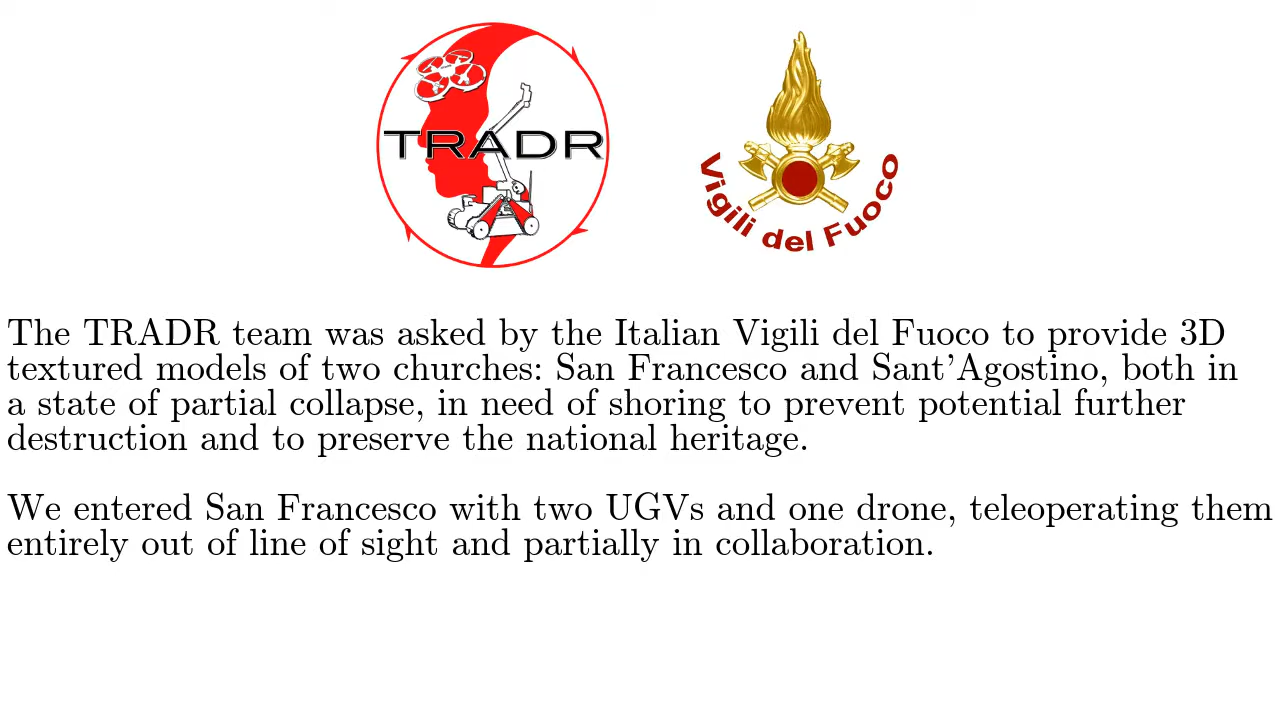 TRADR
Vigili del Fuoco
The TRADR team was asked by the Italian Vigili del Fuoco to provide 3D
textured models of two churches: San Francesco and Sant'Agostino, both in
a state of partial collapse, in need of shoring to prevent potential further
destruction and to preserve the national heritage.
We entered San Francesco with two UGVs and one drone, teleoperating them
entirely out of line of sight and partially in collaboration.